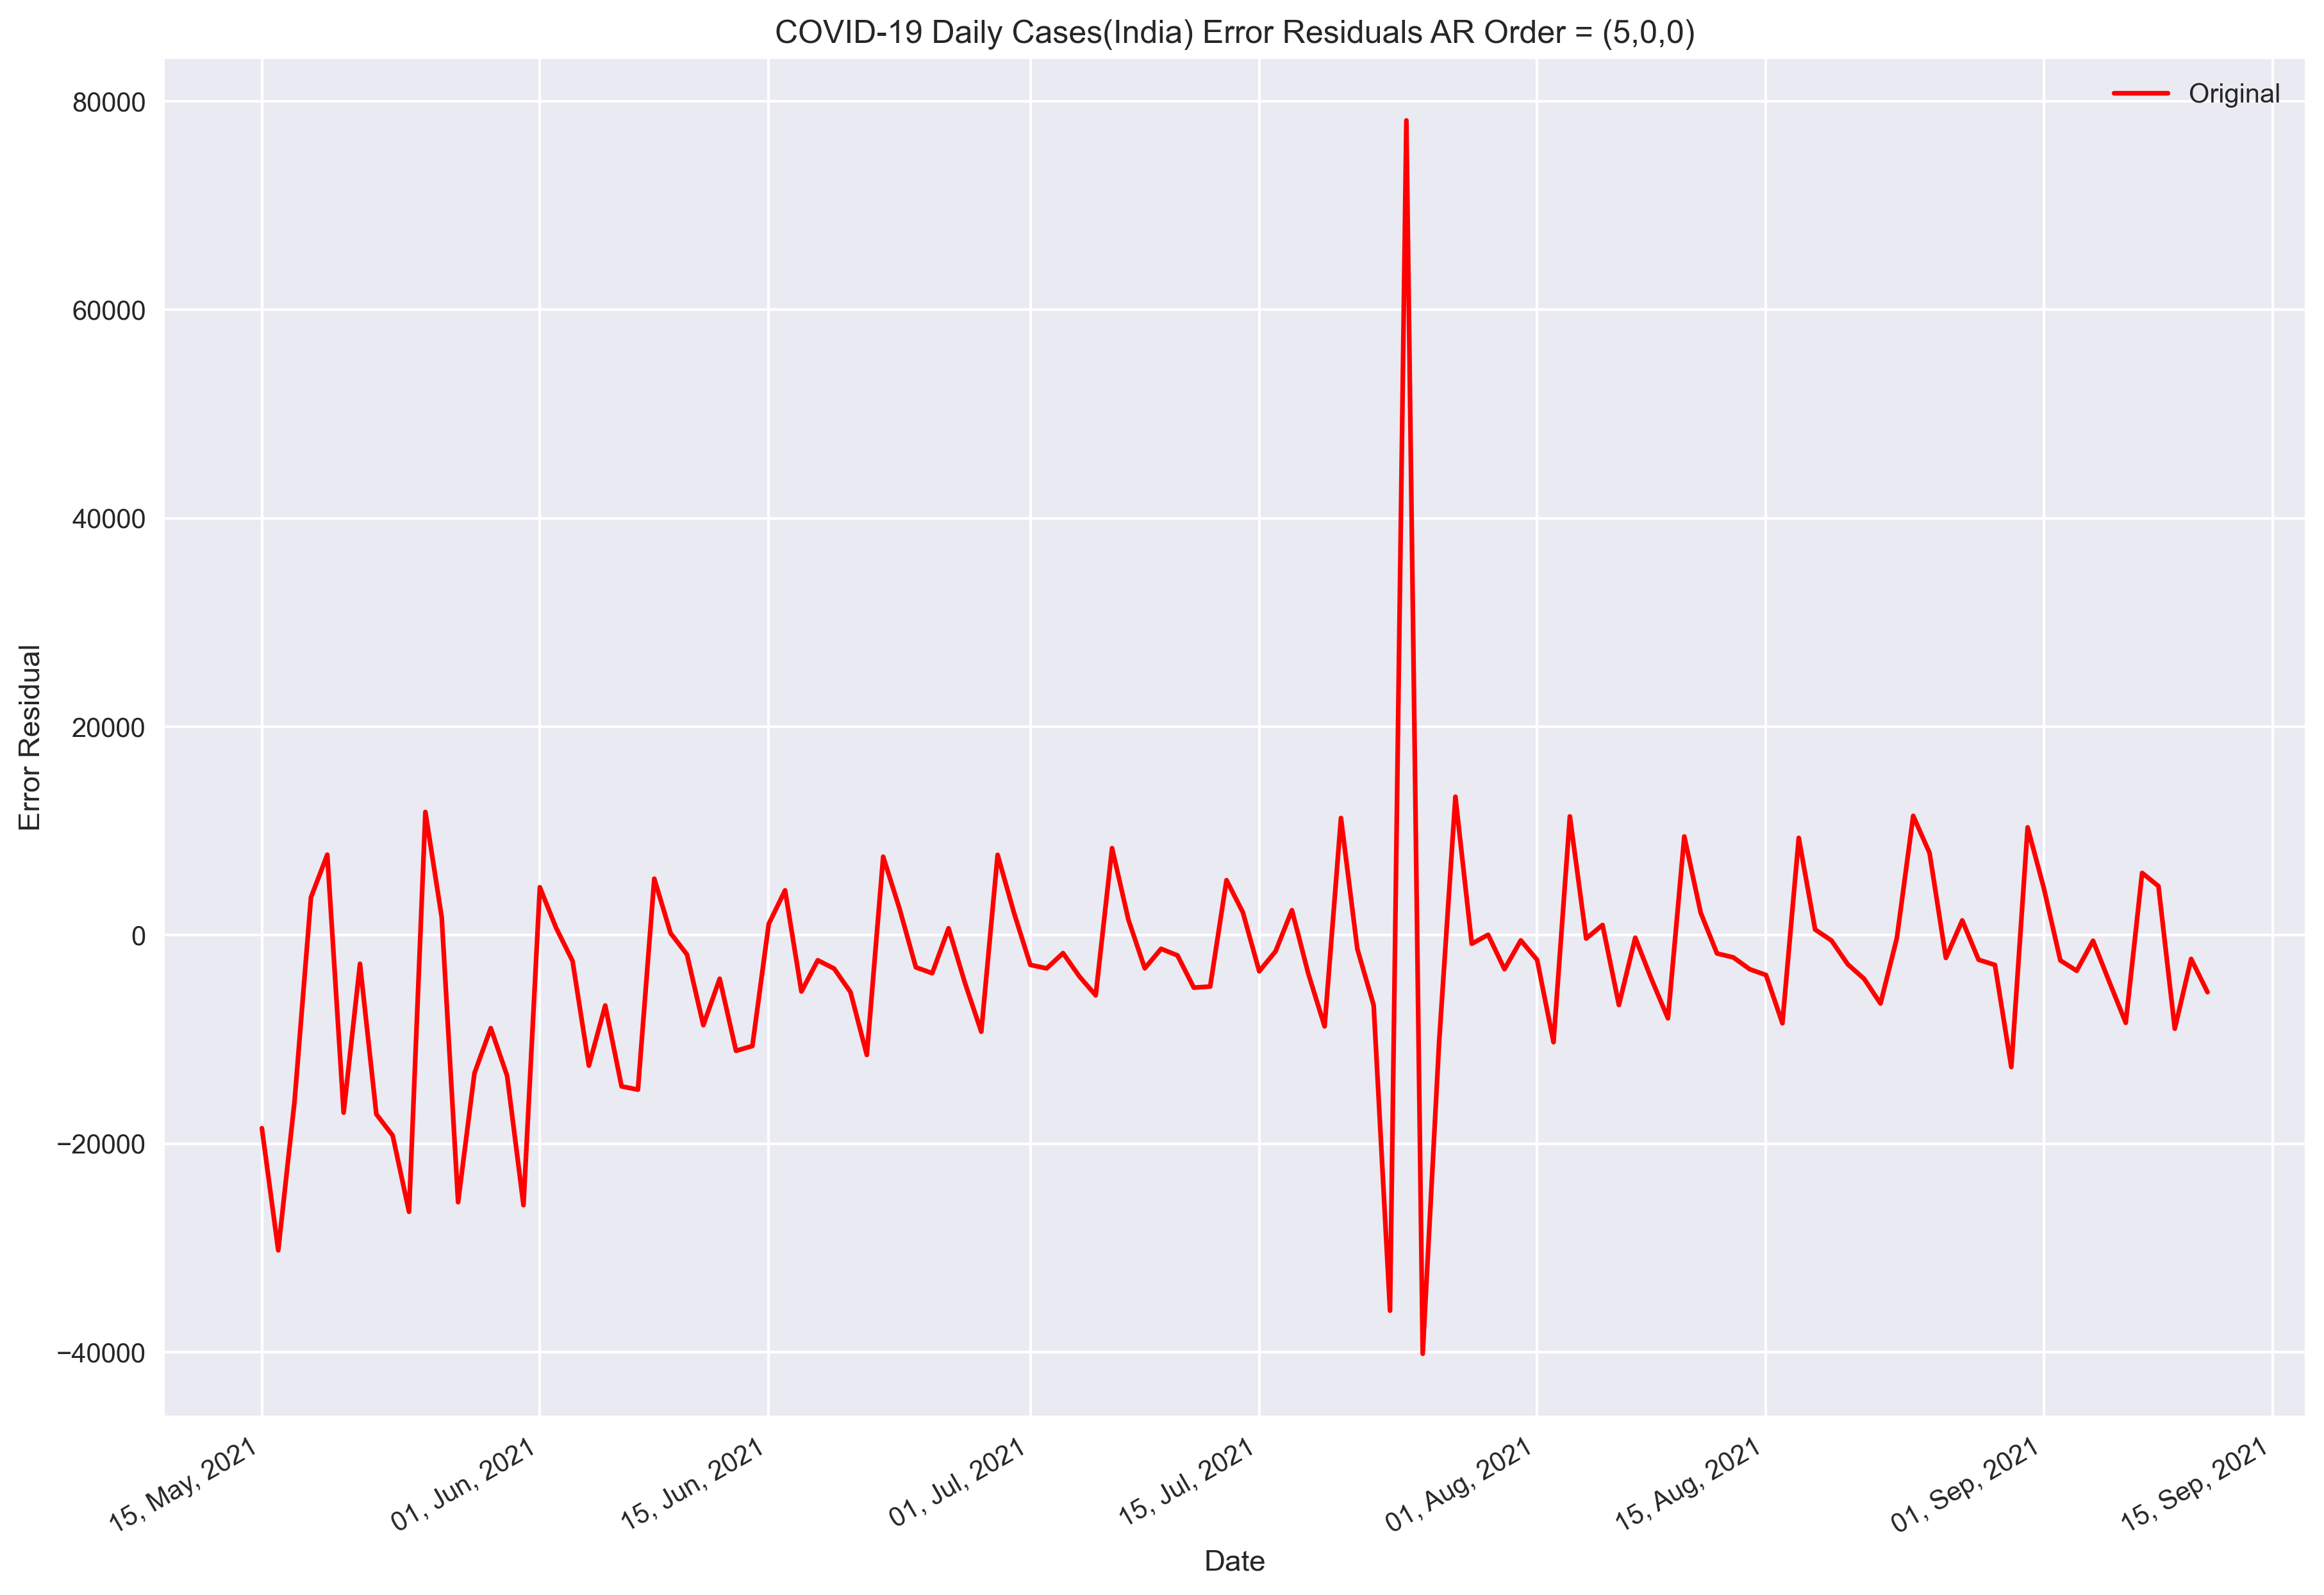 COVID-19 Daily Cases(India) Error Residuals AR Order = (5,0,0)
Original
80000
60000
40000
20000
0
−20000
−40000
Error Residual
15, May, 2021
01, Jun, 2021
15, Jun, 2021
01, Jul, 2021
15, Jul, 2021
01, Aug, 2021
15, Aug, 2021
01, Sep, 2021
15, Sep, 2021
Date